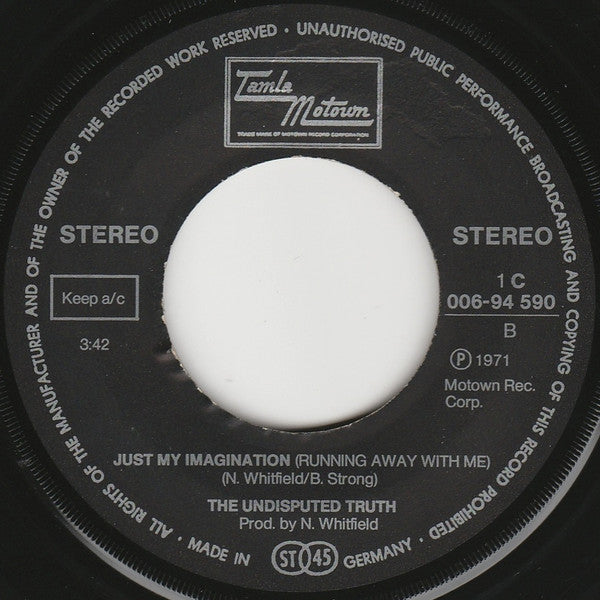 ALL RIGHTS OF THE MANUFACTURER AND OF THE OWNER OF THE RECORDED WORK RESERVED • UNAUTHORISED PUBLIC PERFORMANCE BROADCASTING AND COPYING OF THIS RECORD PROHIBITED
Tamla
Motown
TRADE MARK OF MOTOWN RECORD CORPORATION
STEREO
STEREO
Keep a/c
3:42
1 C
006-94 590
B
Ⓟ 1971
Motown Rec.
Corp.
JUST MY IMAGINATION (RUNNING AWAY WITH ME)
(N. Whitfield/B. Strong)
THE UNDISPUTED TRUTH
Prod. by N. Whitfield
• MADE IN ST 45 GERMANY •